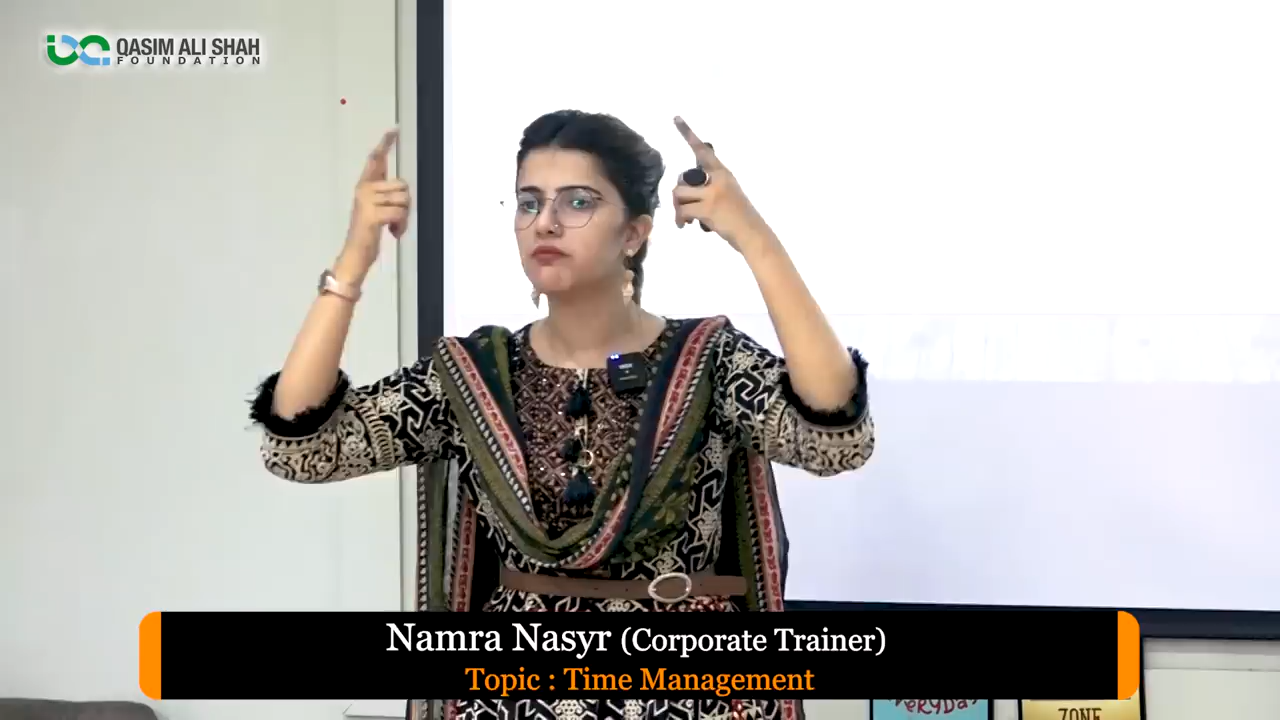 QASIM ALI SHAH
FOUNDATION
Namra Nasyr (Corporate Trainer)
Topic : Time Management
ZONE